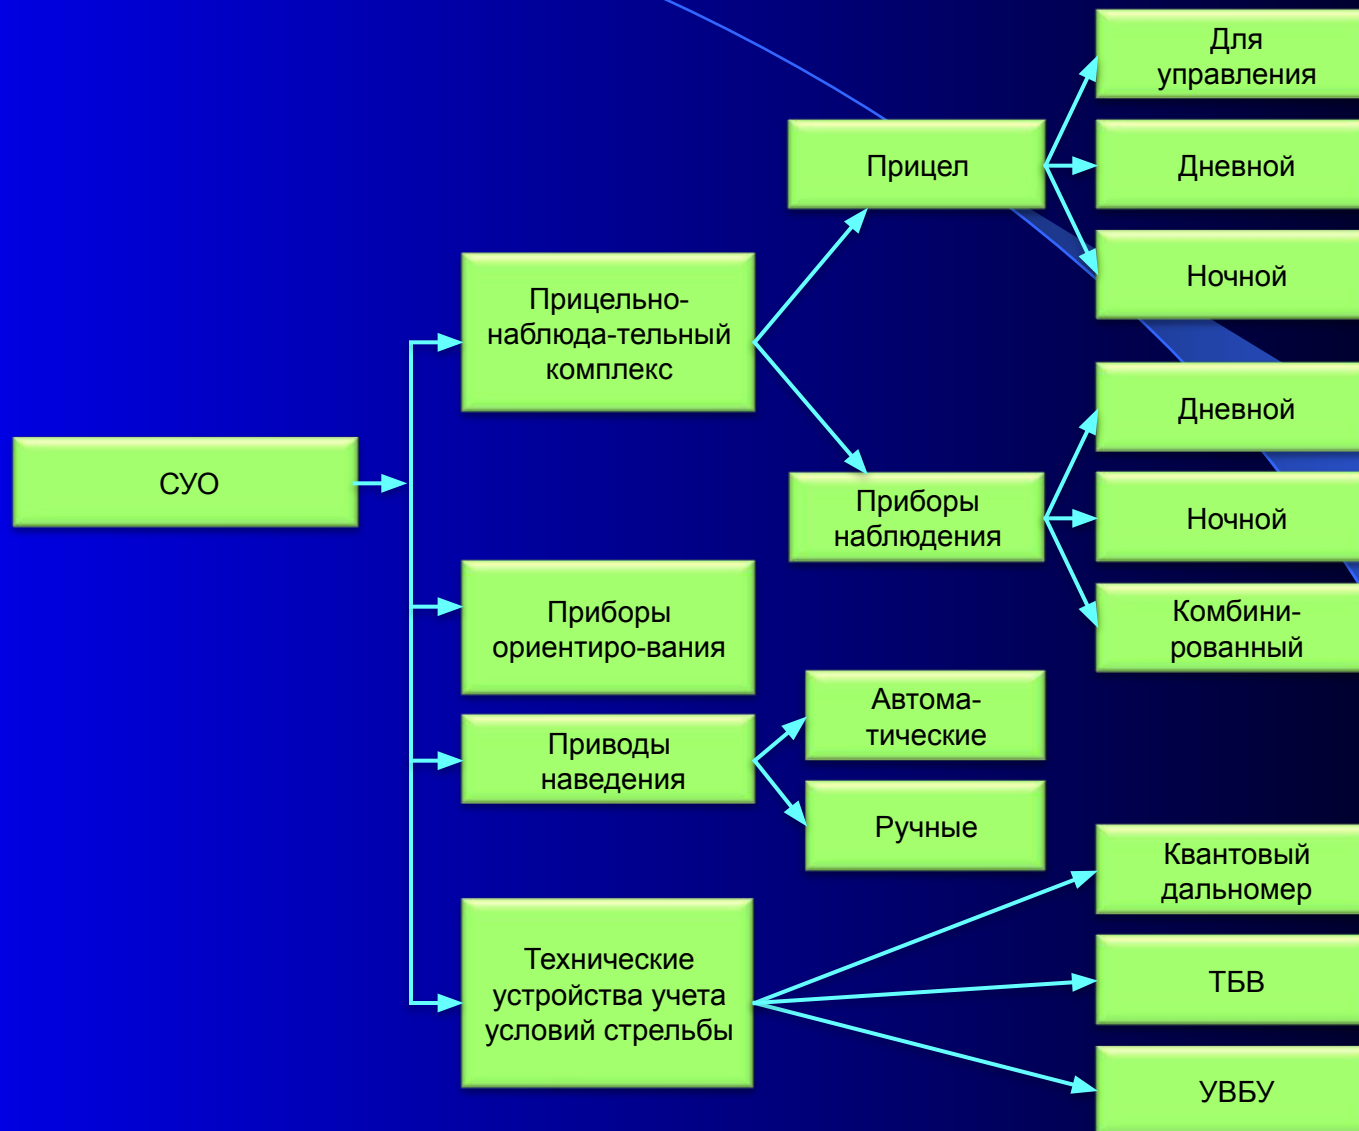 СУО
Прицельно-
наблюда-тельный
комплекс
Прицел
Для
управления
Дневной
Ночной
Приборы
наблюдения
Дневной
Ночной
Комбини-
рованный
Приборы
ориентиро-вания
Приводы
наведения
Автома-
тические
Ручные
Технические
устройства учета
условий стрельбы
Квантовый
дальномер
ТБВ
УВБУ